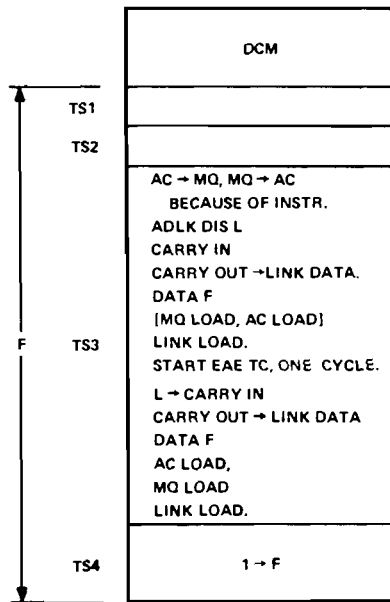 DCM
TS1
TS2
AC → MQ, MQ → AC
BECAUSE OF INSTR.
ADLK DIS L
CARRY IN
CARRY OUT → LINK DATA.
DATA F
[MQ LOAD, AC LOAD]
F
TS3
LINK LOAD.
START EAE TC, ONE CYCLE.
L → CARRY IN
CARRY OUT → LINK DATA
DATA F
AC LOAD,
MQ LOAD
LINK LOAD.
TS4
1 → F